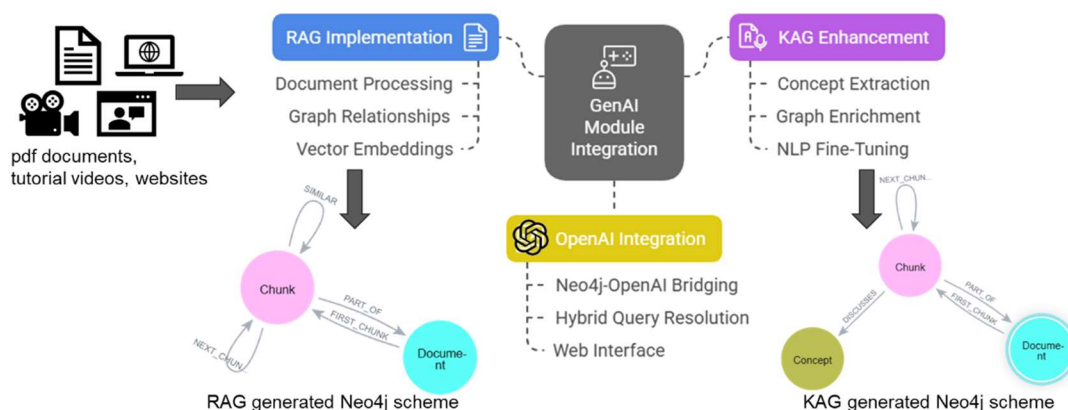 pdf documents,
tutorial videos, websites
RAG Implementation
Document Processing
Graph Relationships
Vector Embeddings
GenAI
Module
Integration
KAG Enhancement
Concept Extraction
Graph Enrichment
NLP Fine-Tuning
OpenAI Integration
Neo4j-OpenAI Bridging
Hybrid Query Resolution
Web Interface
SIMILAR
Chunk
PART_OF
FIRST_CHUNK
NEXT_CHUN...
Docume-
nt
RAG generated Neo4j scheme
NEXT_CHUN...
Chunk
PART_OF
FIRST_CHUNK
DISCUSSES
Concept
Docume-
nt
KAG generated Neo4j scheme